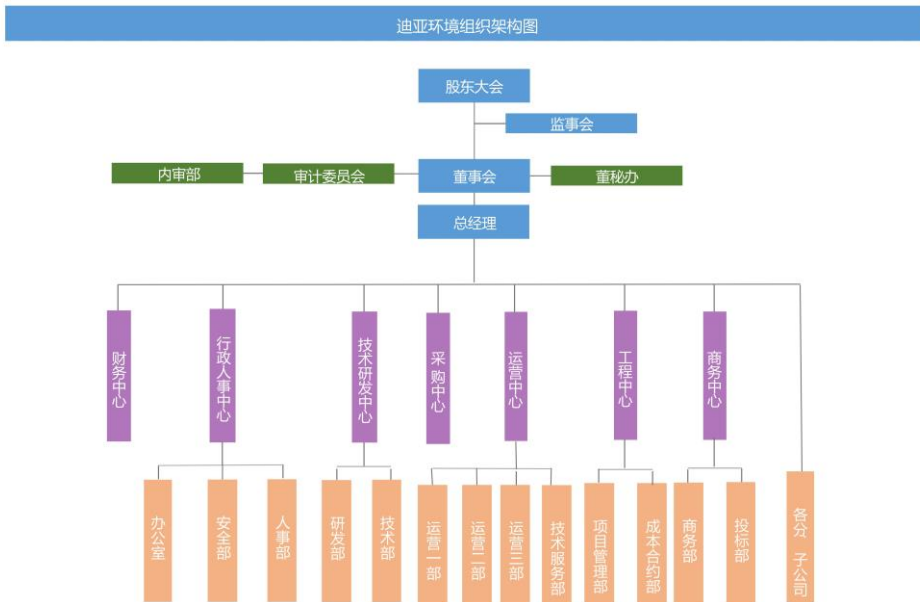 迪亚环境组织架构图
股东大会
监事会
内审部
审计委员会
董事会
董秘办
总经理
财务中心
行政人事中心
技术研发中心
采购中心
运营中心
工程中心
商务中心
办公室
安全部
人事部
研发部
技术部
运营一部
运营二部
运营三部
技术服务部
项目管理部
成本合约部
商务部
投标部
各分、子公司